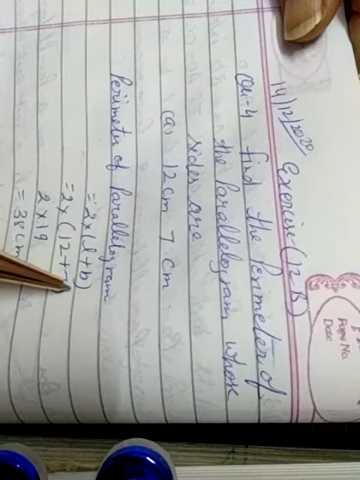 Page No.
Date
14/12/2020 Exercise (12-B)
Qu-4 find the Perimeter of
the Parallelogram whose
sides are
(a) 12 cm 7 cm
Perimeter of Parallelogram
= 2 x (l + b)
= 2 x (12 +
2 x 19
= 38 cm